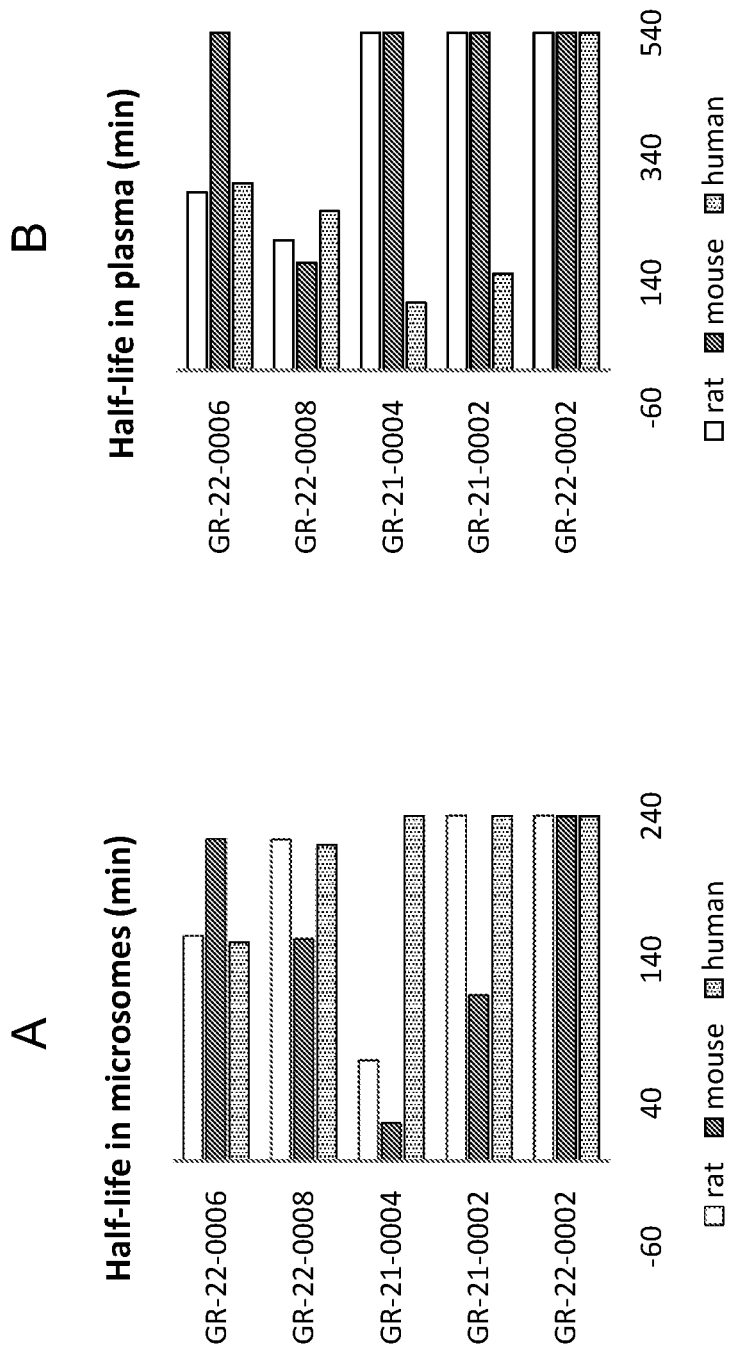 A
Half-life in microsomes (min)
GR-22-0006
GR-22-0008
GR-21-0004
GR-21-0002
GR-22-0002
-60 40 140 240
rat mouse human
B
Half-life in plasma (min)
GR-22-0006
GR-22-0008
GR-21-0004
GR-21-0002
GR-22-0002
-60 140 340 540
rat mouse human